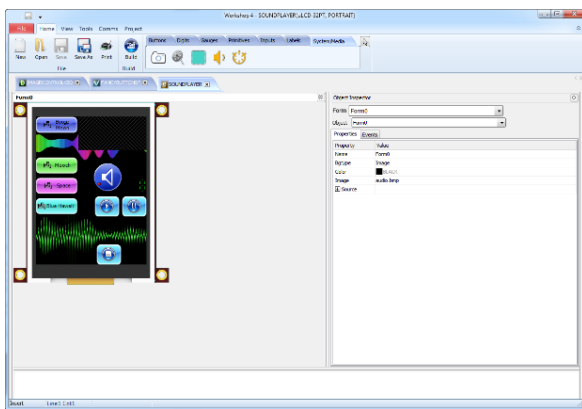 Workshop 4 - SOUNDPLAYER(uLCD-32PT, PORTRAIT)
File Home View Tools Comms Project
New Open Save Save As Print Build
File Build
Buttons Digits Gauges Primitives Inputs Labels System/Media
SOUNDPLAYER
Form0
Object Inspector
Form Form0
Object Form0
Properties Events
Property Value
Name Form0
Bgtype Image
Color BLACK
Image audio.bmp
Source
Space
Insert